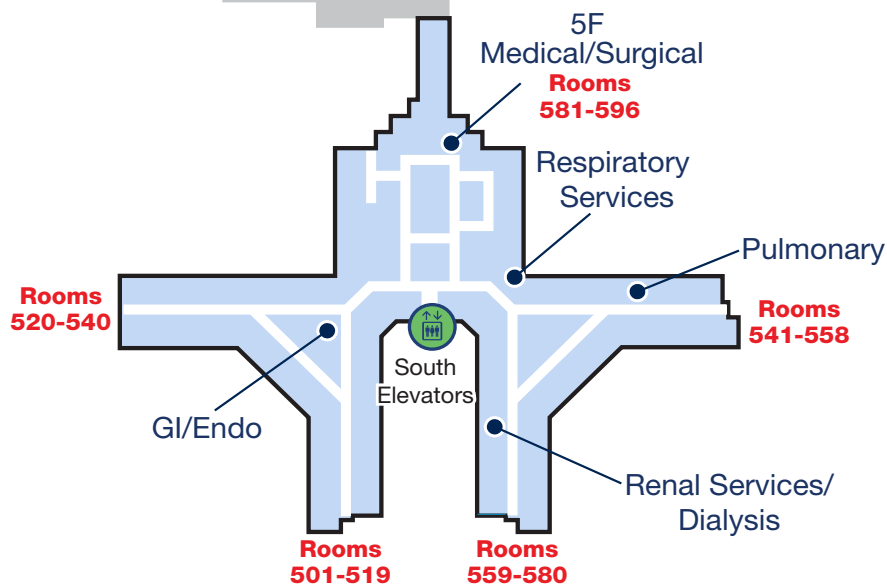 5F
Medical/Surgical
Rooms
581-596
Respiratory
Services
Pulmonary
Rooms
520-540
Rooms
541-558
South
Elevators
GI/Endo
Renal Services/
Dialysis
Rooms
501-519
Rooms
559-580